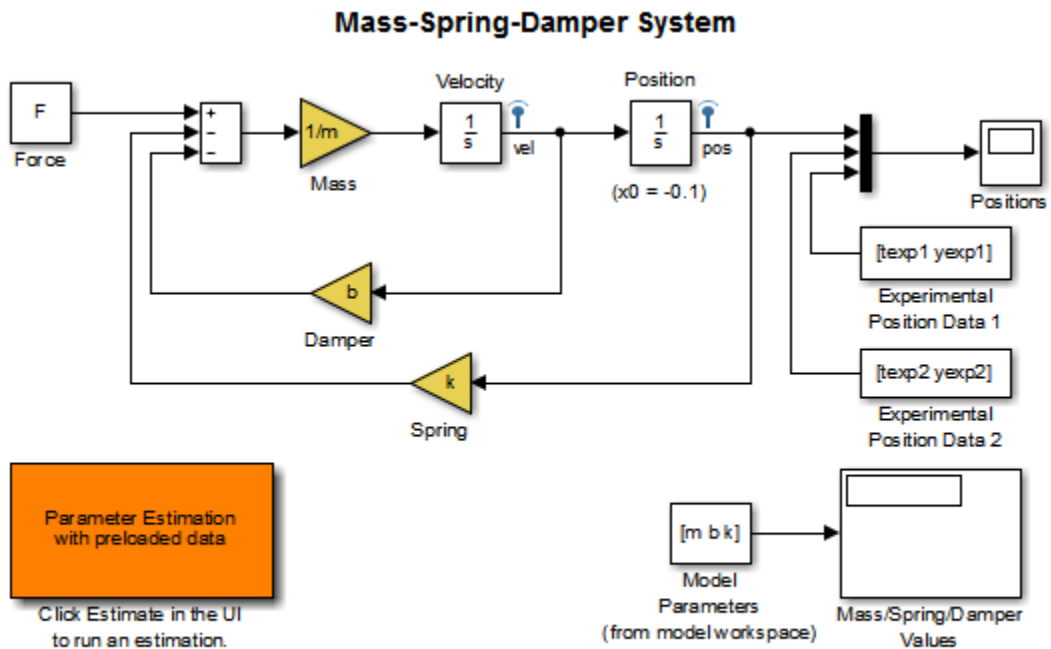 Mass-Spring-Damper System
Velocity
Position
F
+
−
−
1/m
1
s
vel
1
s
pos
Force
Mass
(x0 = -0.1)
Positions
[texp1 yexp1]
b
Experimental
Position Data 1
Damper
k
[texp2 yexp2]
Spring
Experimental
Position Data 2
Parameter Estimation
with preloaded data
[m b k]
Model
Parameters
(from model workspace)
Click Estimate in the UI
to run an estimation.
Mass/Spring/Damper
Values